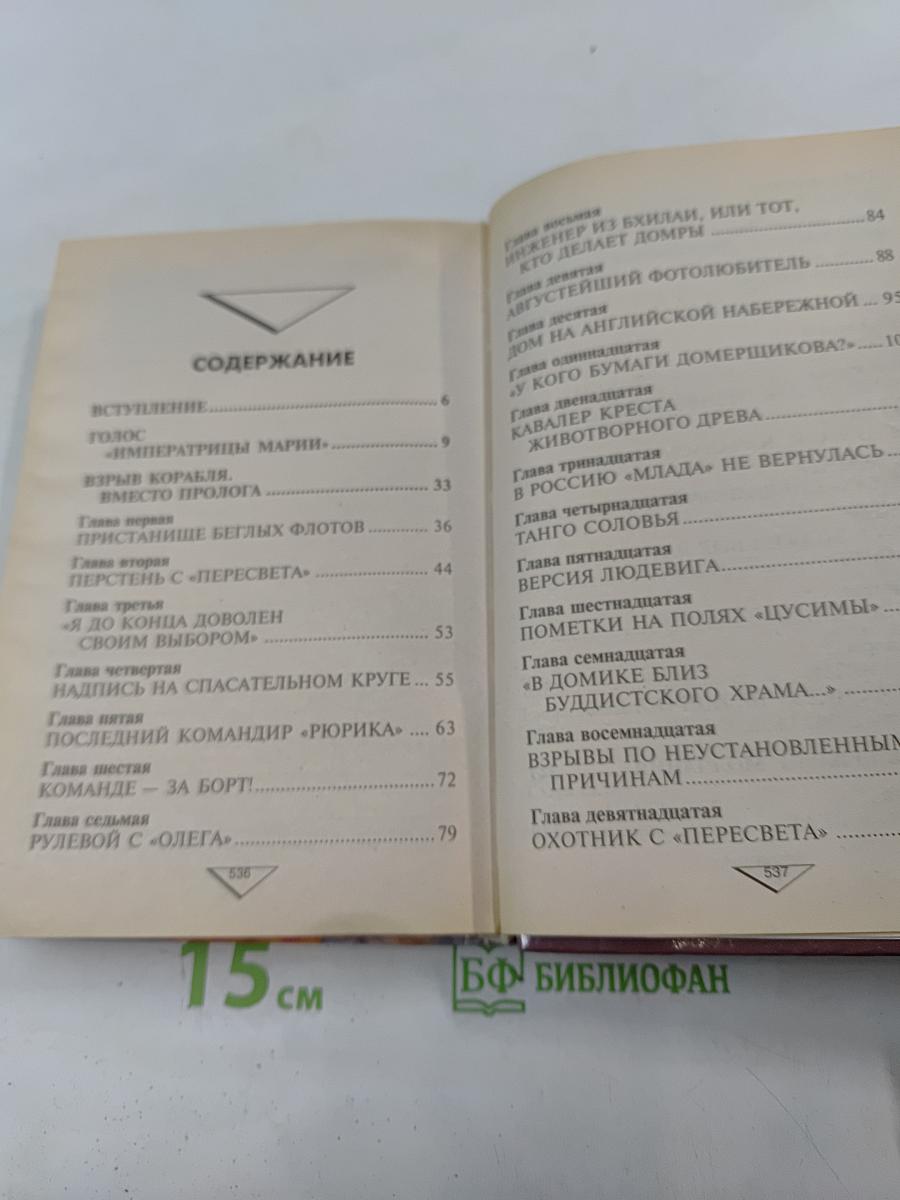 СОДЕРЖАНИЕ
ВСТУПЛЕНИЕ........................................ 6
ГОЛОС
«ИМПЕРАТРИЦЫ МАРИИ».................. 9
ВЗРЫВ КОРАБЛЯ.
ВМЕСТО ПРОЛОГА............................ 33
Глава первая
ПРИСТАНИЩЕ БЕГЛЫХ ФЛОТОВ............ 36
Глава вторая
ПЕРСТЕНЬ С «ПЕРЕСВЕТА».................... 44
Глава третья
«Я ДО КОНЦА ДОВОЛЕН
СВОИМ ВЫБОРОМ»............................ 53
Глава четвертая
НАДПИСЬ НА СПАСАТЕЛЬНОМ КРУГЕ ... 55
Глава пятая
ПОСЛЕДНИЙ КОМАНДИР «РЮРИКА» .... 63
Глава шестая
КОМАНДЕ — ЗА БОРТ!............................ 72
Глава седьмая
РУЛЕВОЙ С «ОЛЕГА»............................... 79
536
Глава восьмая
ИНЖЕНЕР ИЗ БХИЛАИ, ИЛИ ТОТ,
КТО ДЕЛАЕТ ДОМРЫ ..........................84
Глава девятая
АВГУСТЕЙШИЙ ФОТОЛЮБИТЕЛЬ ............ 88
Глава десятая
ДОМ НА АНГЛИЙСКОЙ НАБЕРЕЖНОЙ ... 95
Глава одиннадцатая
«У КОГО БУМАГИ ДОМЕРЩИКОВА?».....10
Глава двенадцатая
КАВАЛЕР КРЕСТА
ЖИВОТВОРНОГО ДРЕВА........................
Глава тринадцатая
В РОССИЮ «МЛАДА» НЕ ВЕРНУЛАСЬ ...
Глава четырнадцатая
ТАНГО СОЛОВЬЯ.....................................
Глава пятнадцатая
ВЕРСИЯ ЛЮДЕВИГА...............................
Глава шестнадцатая
ПОМЕТКИ НА ПОЛЯХ «ЦУСИМЫ» ...
Глава семнадцатая
«В ДОМИКЕ БЛИЗ
БУДДИСТСКОГО ХРАМА...» ............
Глава восемнадцатая
ВЗРЫВЫ ПО НЕУСТАНОВЛЕННЫМ
ПРИЧИНАМ.....................................
Глава девятнадцатая
ОХОТНИК С «ПЕРЕСВЕТА» ............
537
15 см
БФ БИБЛИОФАН